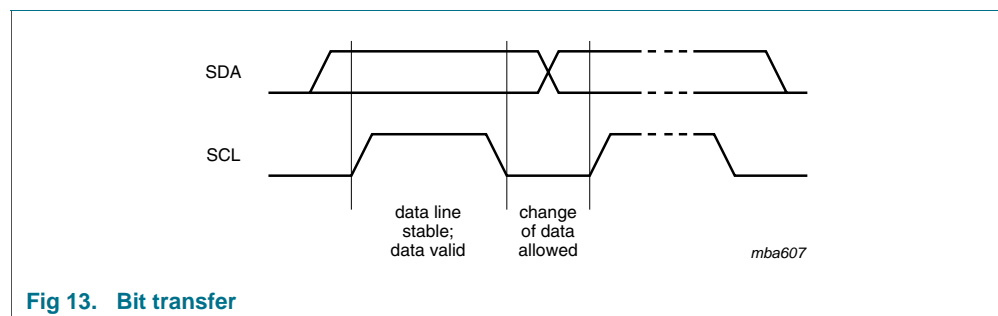 SDA
SCL
data line
stable;
data valid
change
of data
allowed
mba607
Fig 13. Bit transfer